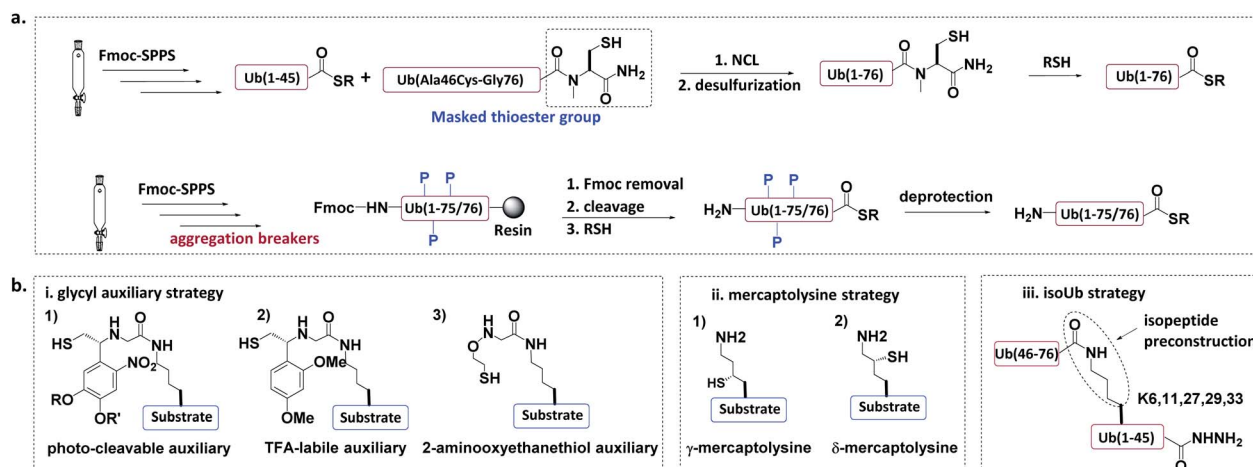 a.
Fmoc-SPPS
Ub(1-45)
O
SR
+
Ub(Ala46Cys-Gly76)
O
N
SH
NH2
O
Masked thioester group
1. NCL
2. desulfurization
Ub(1-76)
O
N
SH
NH2
O
RSH
Ub(1-76)
O
SR
Fmoc-SPPS
aggregation breakers
P P
Fmoc-HN
Ub(1-75/76)
P
Resin
1. Fmoc removal
2. cleavage
3. RSH
P P
H2N
Ub(1-75/76)
O
SR
P
deprotection
H2N
Ub(1-75/76)
O
SR
b.
i. glycyl auxiliary strategy
1)
HS
H
N
O
NH
NO2
RO
OR'
Substrate
photo-cleavable auxiliary
2)
HS
H
N
O
NH
OMe
OMe
Substrate
TFA-labile auxiliary
3)
H
N
O
O
NH
SH
Substrate
2-aminooxyethanethiol auxiliary
ii. mercaptolysine strategy
1)
NH2
HS
Substrate
γ-mercaptolysine
2)
NH2
SH
Substrate
δ-mercaptolysine
iii. isoUb strategy
O
Ub(46-76)
NH
isopeptide
preconstruction
K6,11,27,29,33
Ub(1-45)
NHNH2
O